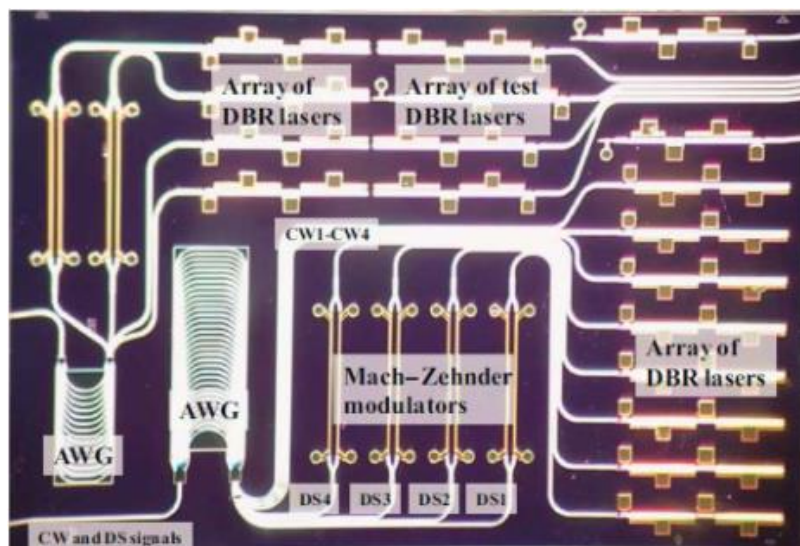 Array of
DBR lasers
Array of test
DBR lasers
CW1-CW4
Mach–Zehnder
modulators
Array of
DBR lasers
AWG
AWG
DS4
DS3
DS2
DS1
CW and DS signals